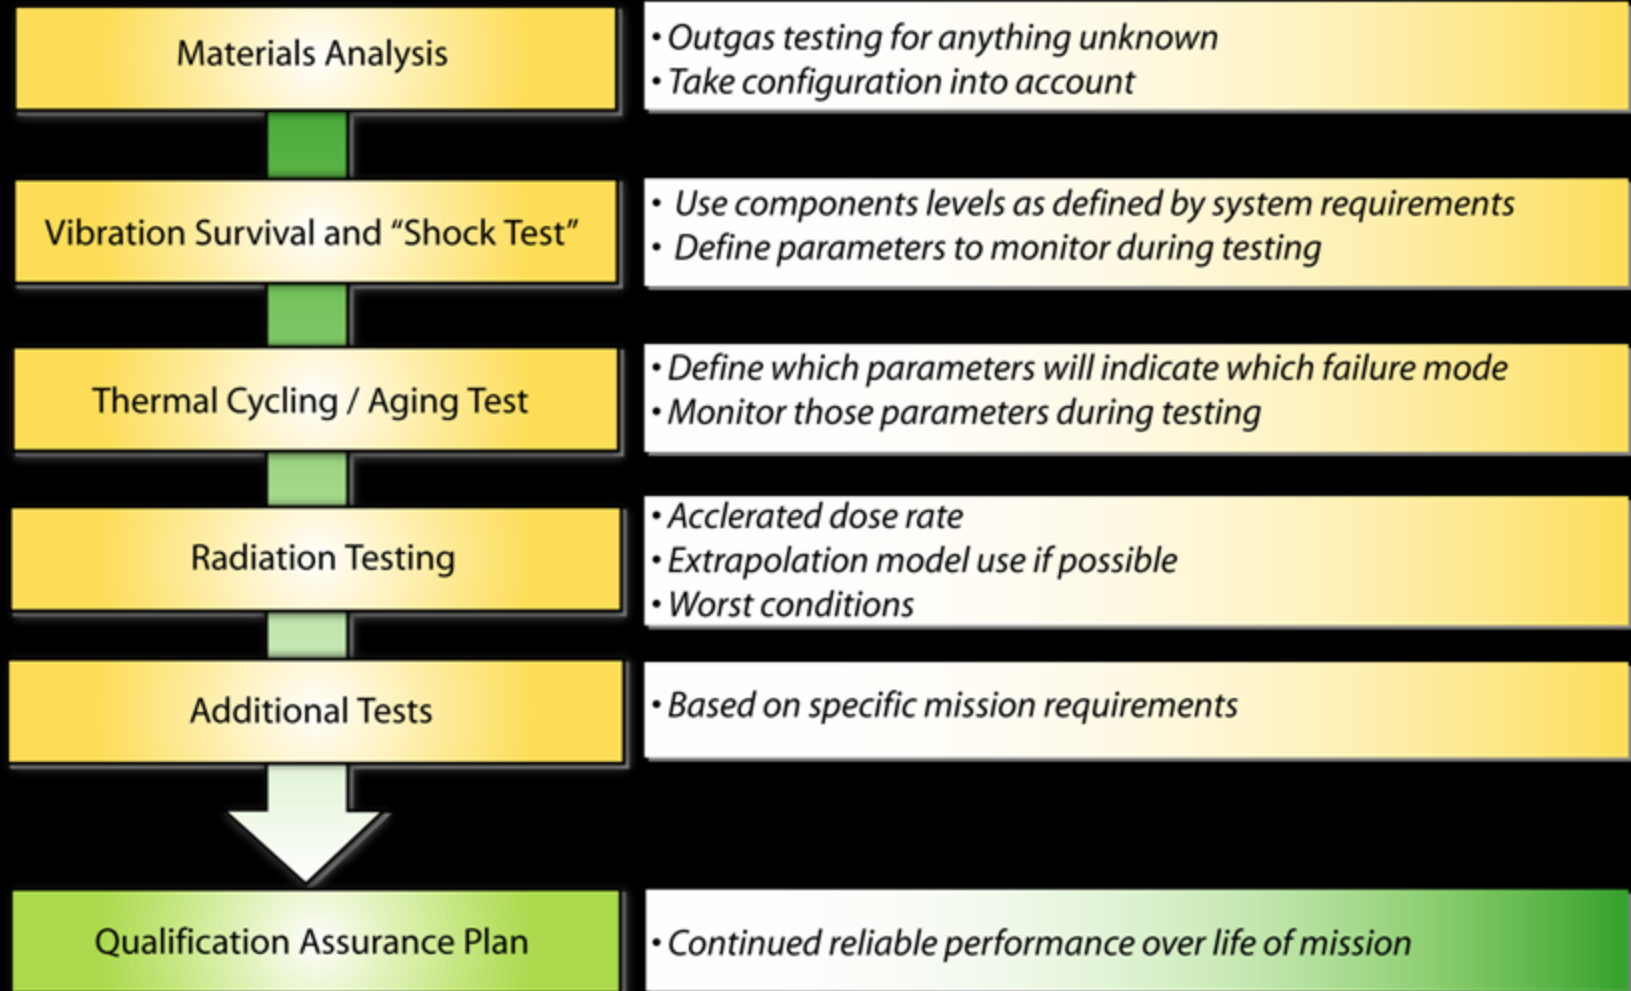 Materials Analysis
• Outgas testing for anything unknown
• Take configuration into account
Vibration Survival and “Shock Test”
• Use components levels as defined by system requirements
• Define parameters to monitor during testing
Thermal Cycling / Aging Test
• Define which parameters will indicate which failure mode
• Monitor those parameters during testing
Radiation Testing
• Acclerated dose rate
• Extrapolation model use if possible
• Worst conditions
Additional Tests
• Based on specific mission requirements
Qualification Assurance Plan
• Continued reliable performance over life of mission